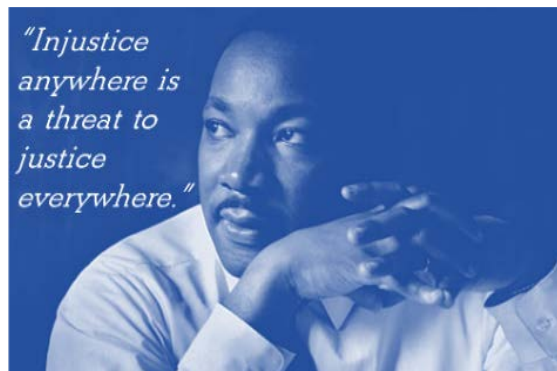 "Injustice
anywhere is
a threat to
justice
everywhere."